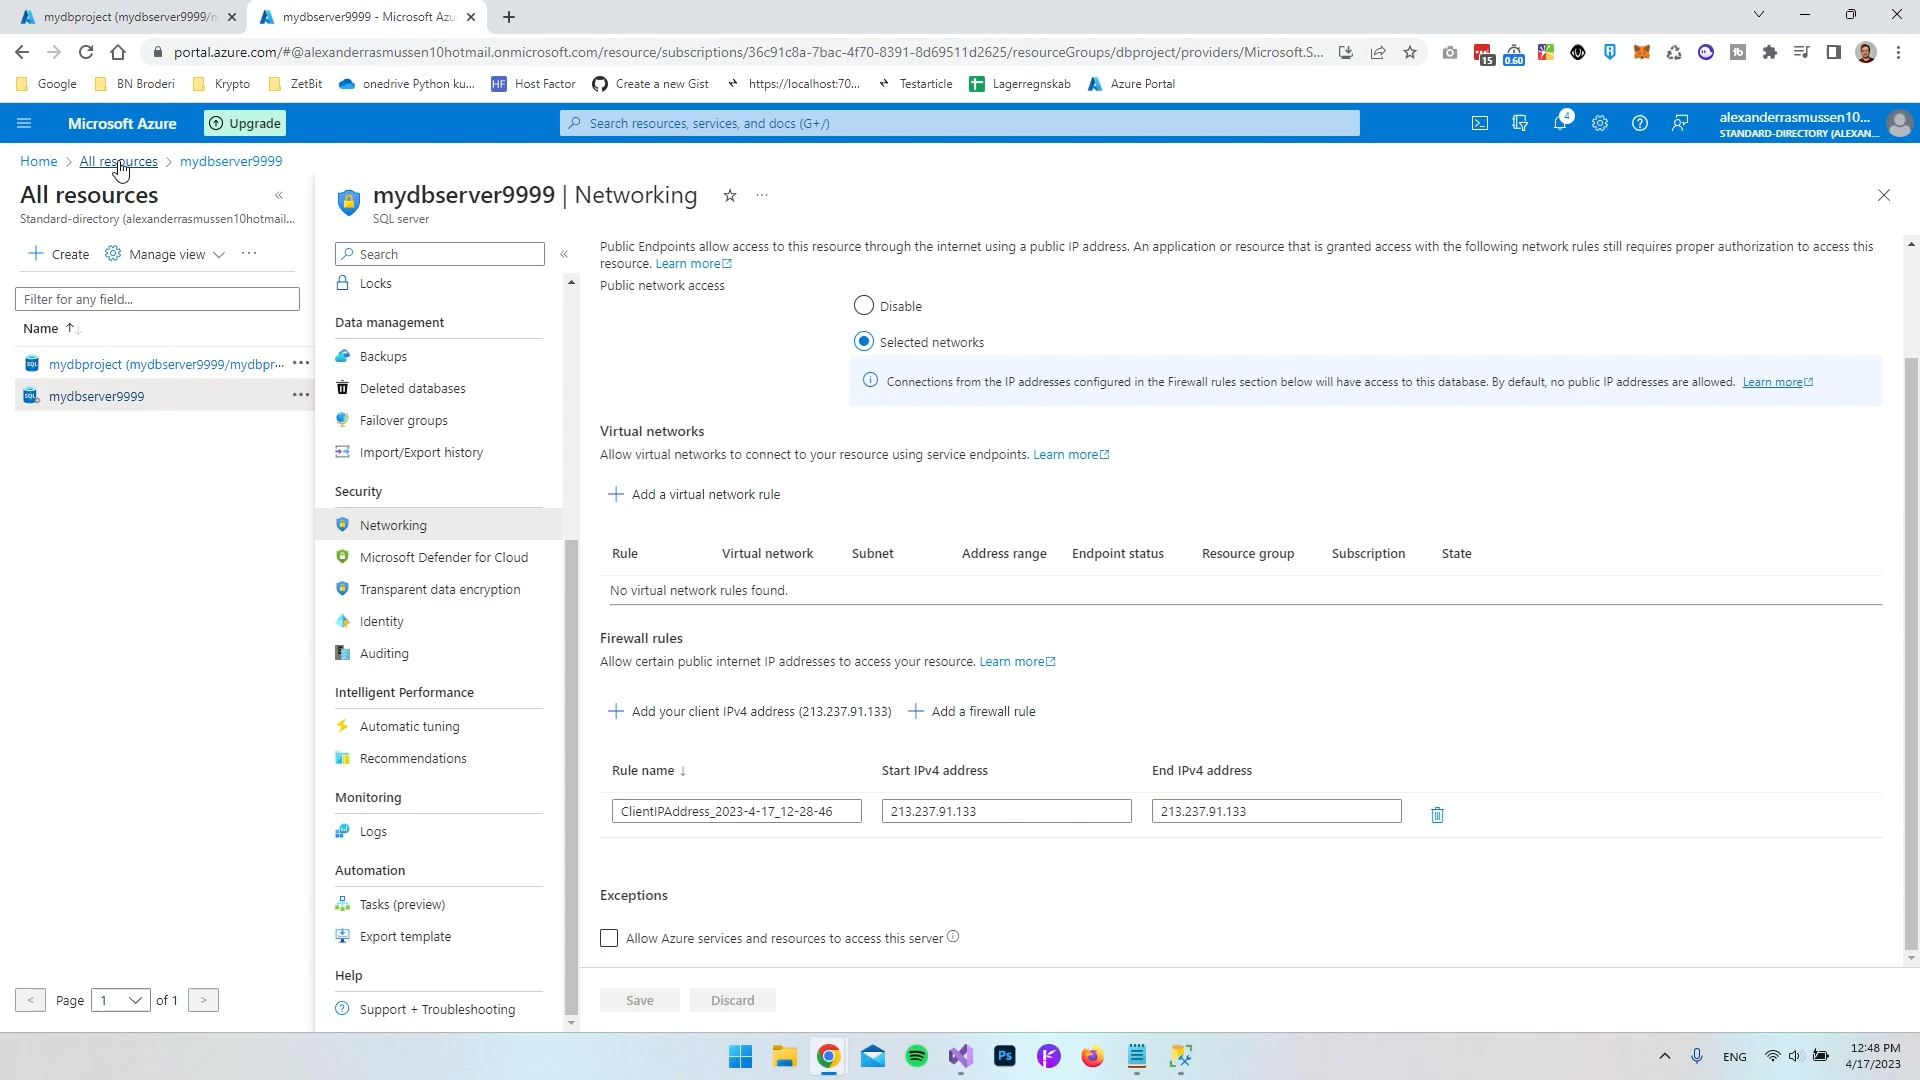 mydbproject (mydbserver9999/m
mydbserver9999 - Microsoft Azu
portal.azure.com/#@alexanderrasmussen10hotmail.onmicrosoft.com/resource/subscriptions/36c91c8a-7bac-4f70-8391-8d69511d2625/resourceGroups/dbproject/providers/Microsoft.S...
15
0.60
Google
BN Broderi
Krypto
ZetBit
onedrive Python ku...
HF Host Factor
Create a new Gist
https://localhost:70...
Testarticle
Lagerregnskab
Azure Portal
Microsoft Azure
Upgrade
Search resources, services, and docs (G+/)
4
alexanderrasmussen10...
STANDARD-DIRECTORY (ALEXAN...
Home > All resources > mydbserver9999
All resources
Standard-directory (alexanderrasmussen10hotmail...
Create
Manage view
Filter for any field...
Name
mydbproject (mydbserver9999/mydbpr...
mydbserver9999
< Page 1 of 1 >
mydbserver9999 | Networking
SQL server
Search
Locks
Data management
Backups
Deleted databases
Failover groups
Import/Export history
Security
Networking
Microsoft Defender for Cloud
Transparent data encryption
Identity
Auditing
Intelligent Performance
Automatic tuning
Recommendations
Monitoring
Logs
Automation
Tasks (preview)
Export template
Help
Support + Troubleshooting
Public Endpoints allow access to this resource through the internet using a public IP address. An application or resource that is granted access with the following network rules still requires proper authorization to access this
resource. Learn more
Public network access
Disable
Selected networks
Connections from the IP addresses configured in the Firewall rules section below will have access to this database. By default, no public IP addresses are allowed. Learn more
Virtual networks
Allow virtual networks to connect to your resource using service endpoints. Learn more
Add a virtual network rule
Rule Virtual network Subnet Address range Endpoint status Resource group Subscription State
No virtual network rules found.
Firewall rules
Allow certain public internet IP addresses to access your resource. Learn more
Add your client IPv4 address (213.237.91.133)
Add a firewall rule
Rule name Start IPv4 address End IPv4 address
ClientIPAddress_2023-4-17_12-28-46 213.237.91.133 213.237.91.133
Exceptions
Allow Azure services and resources to access this server
Save
Discard
Ps
ENG
12:48 PM
4/17/2023